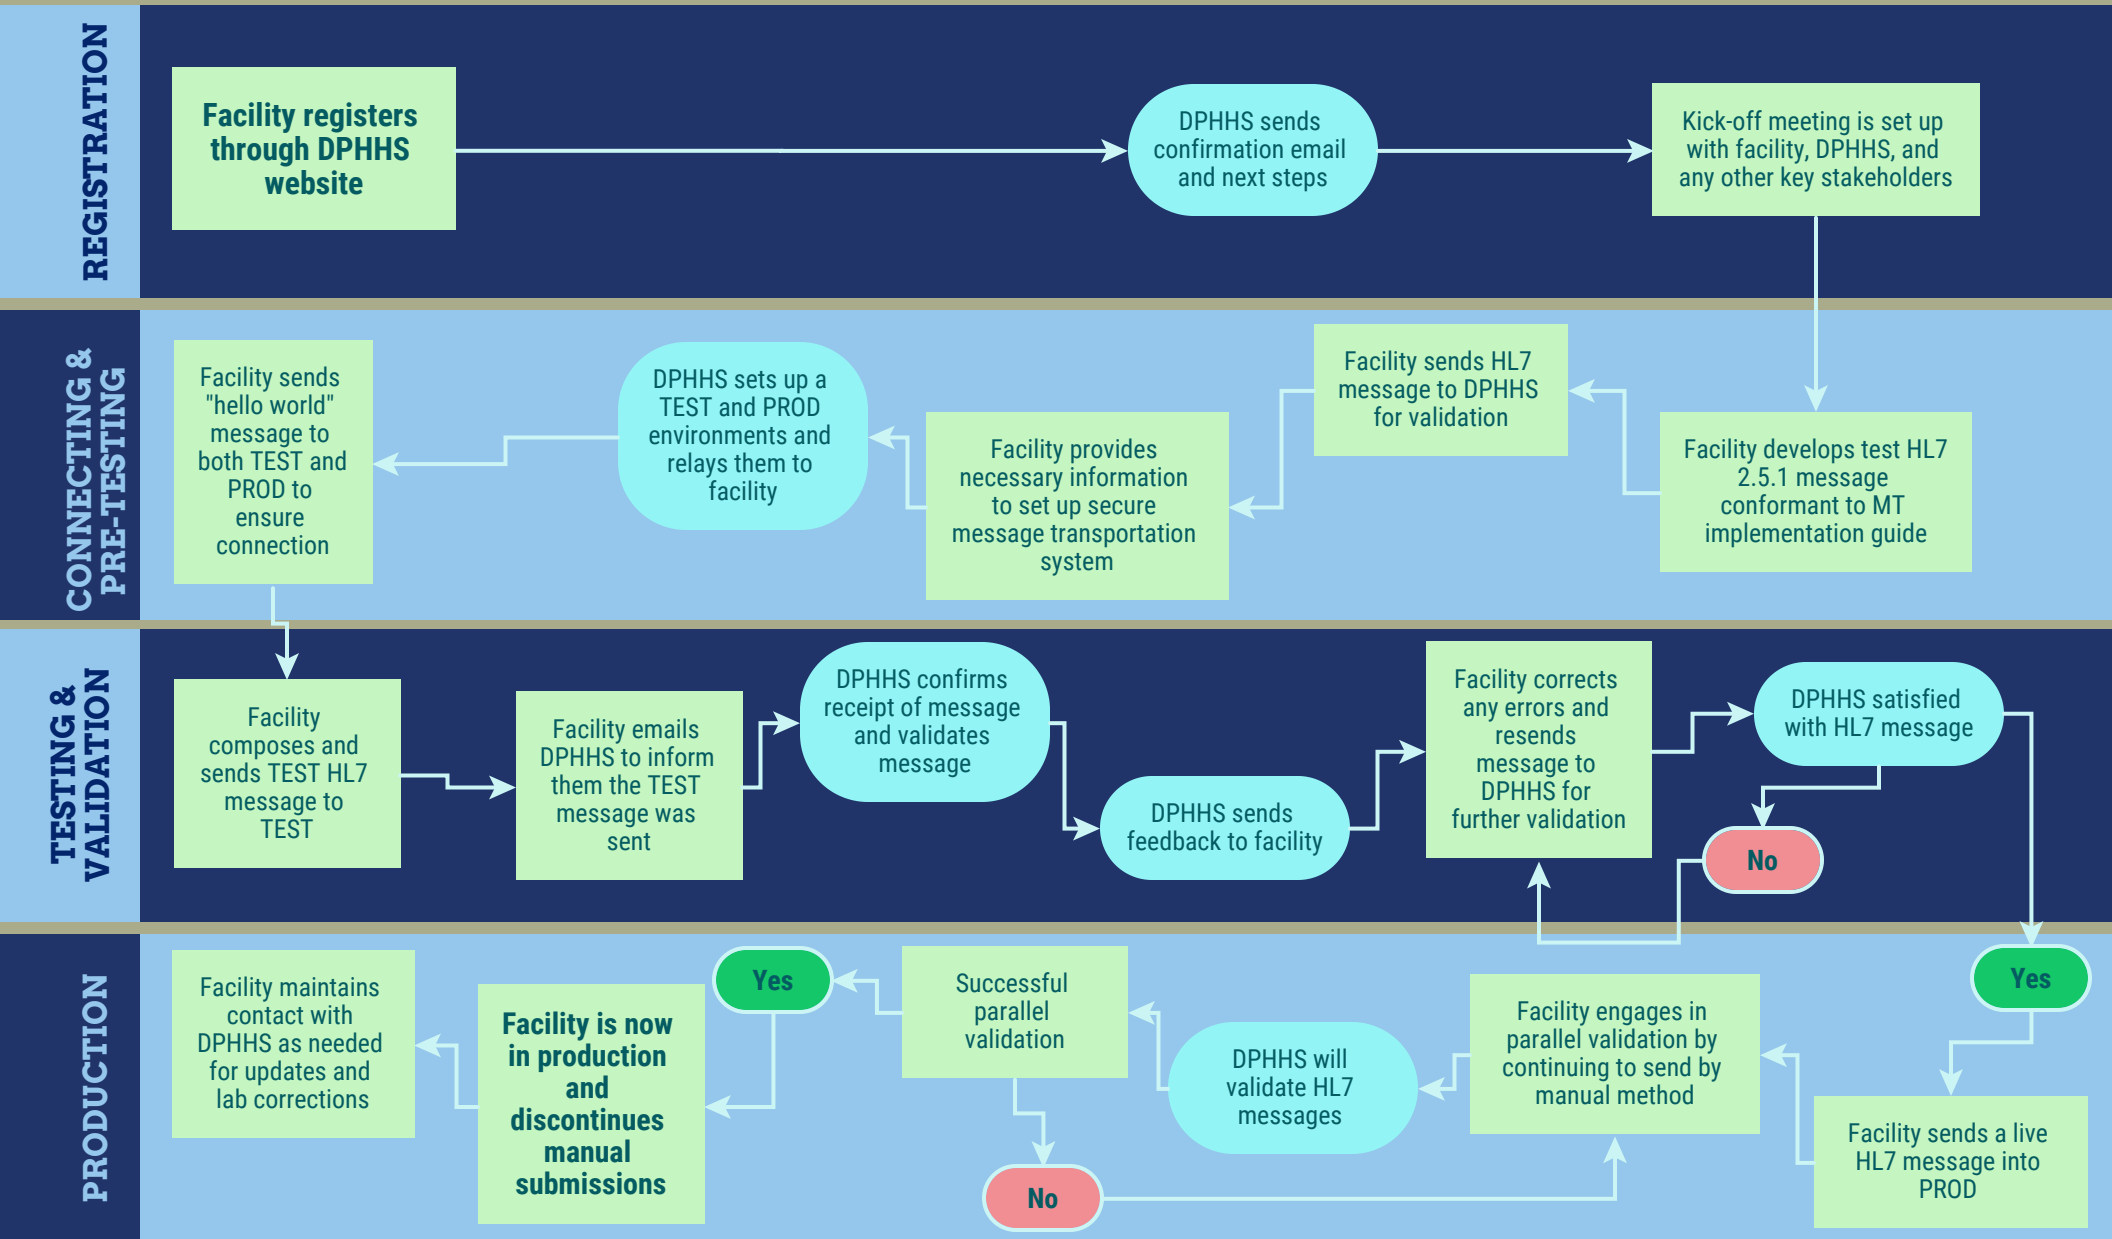 REGISTRATION
Facility registers
through DPHHS
website
DPHHS sends
confirmation email
and next steps
Kick-off meeting is set up
with facility, DPHHS, and
any other key stakeholders
CONNECTING &
PRE-TESTING
Facility develops test HL7
2.5.1 message
conformant to MT
implementation guide
Facility sends HL7
message to DPHHS
for validation
Facility provides
necessary information
to set up secure
message transportation
system
DPHHS sets up a
TEST and PROD
environments and
relays them to
facility
Facility sends
"hello world"
message to
both TEST and
PROD to
ensure
connection
TESTING &
VALIDATION
Facility
composes and
sends TEST HL7
message to
TEST
Facility emails
DPHHS to inform
them the TEST
message was
sent
DPHHS confirms
receipt of message
and validates
message
DPHHS sends
feedback to facility
Facility corrects
any errors and
resends
message to
DPHHS for
further validation
DPHHS satisfied
with HL7 message
No
PRODUCTION
Yes
Facility sends a live
HL7 message into
PROD
Facility engages in
parallel validation by
continuing to send by
manual method
DPHHS will
validate HL7
messages
Successful
parallel
validation
No
Yes
Facility is now
in production
and
discontinues
manual
submissions
Facility maintains
contact with
DPHHS as needed
for updates and
lab corrections